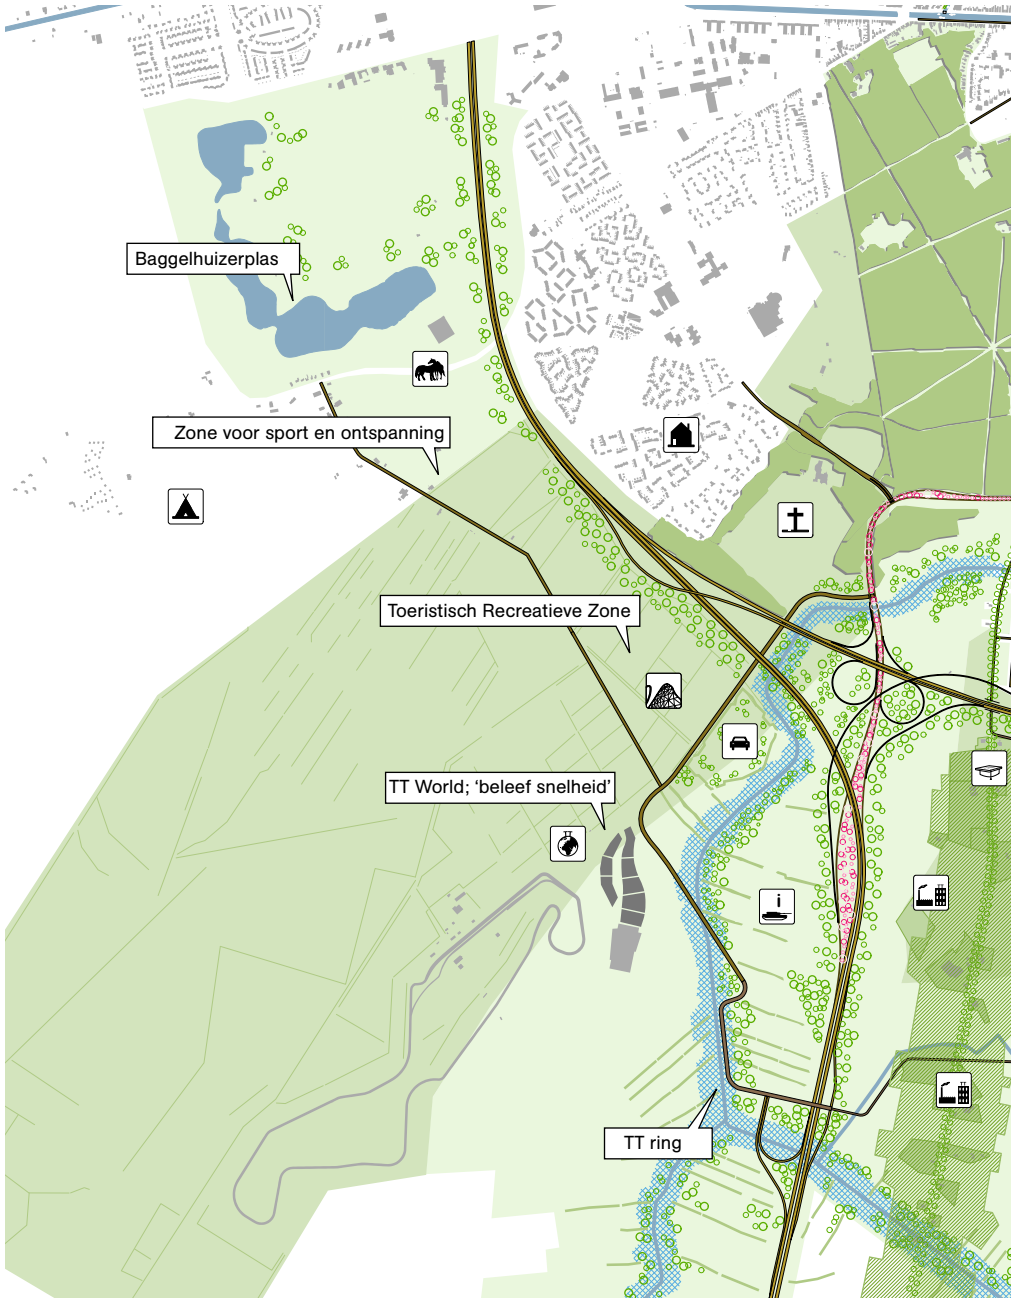 Baggelhuizerplas
Zone voor sport en ontspanning
Toeristisch Recreatieve Zone
TT World; ‘beleef snelheid’
i
TT ring